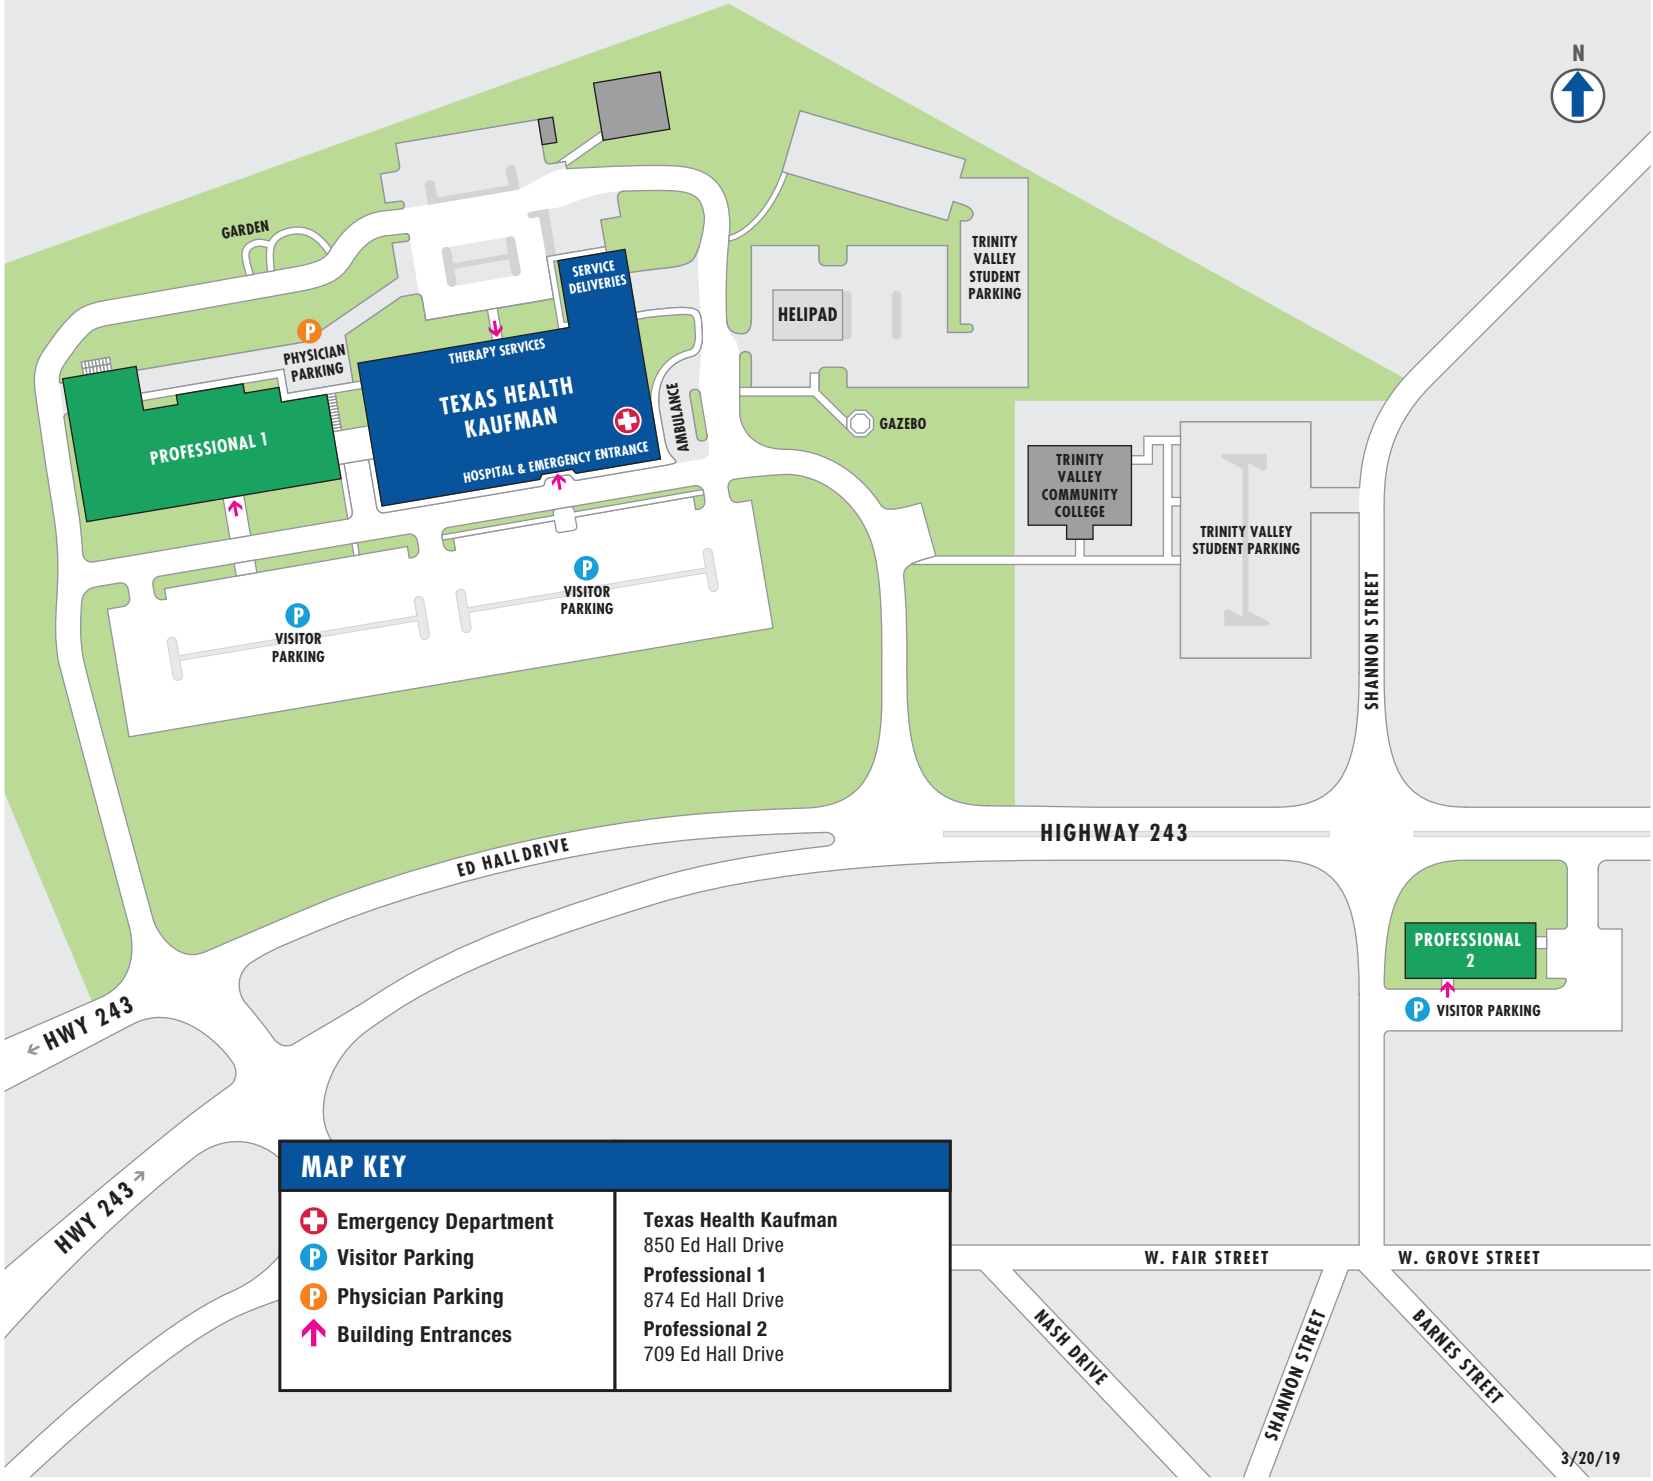 N
GARDEN
SERVICE
DELIVERIES
TRINITY
VALLEY
STUDENT
PARKING
HELIPAD
P
PHYSICIAN
PARKING
THERAPY SERVICES
TEXAS HEALTH
KAUFMAN
AMBULANCE
HOSPITAL & EMERGENCY ENTRANCE
PROFESSIONAL 1
GAZEBO
TRINITY
VALLEY
COMMUNITY
COLLEGE
TRINITY VALLEY
STUDENT PARKING
P
VISITOR
PARKING
P
VISITOR
PARKING
SHANNON STREET
ED HALL DRIVE
HIGHWAY 243
PROFESSIONAL
2
P VISITOR PARKING
HWY 243
HWY 243
MAP KEY
Emergency Department
P Visitor Parking
P Physician Parking
Building Entrances
Texas Health Kaufman
850 Ed Hall Drive
Professional 1
874 Ed Hall Drive
Professional 2
709 Ed Hall Drive
W. FAIR STREET
W. GROVE STREET
NASH DRIVE
SHANNON STREET
BARNES STREET
3/20/19